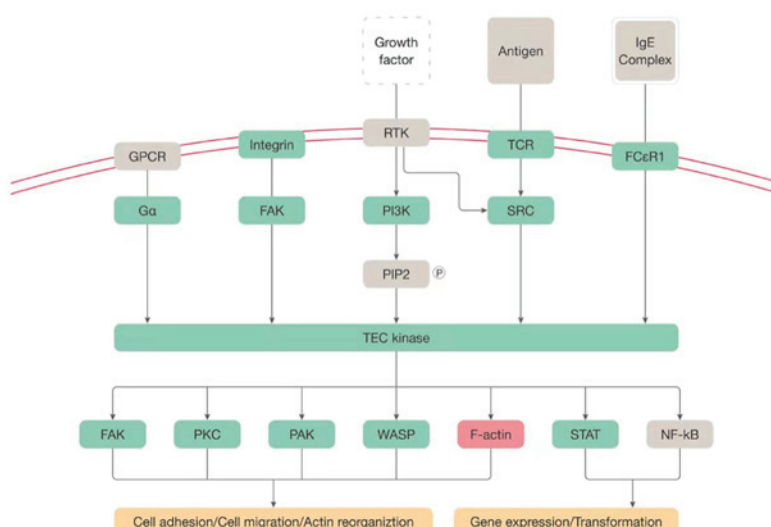 Growth
factor
Antigen
IgE
Complex
GPCR
Integrin
RTK
TCR
FCεR1
Gα
FAK
PI3K
SRC
PIP2
P
TEC kinase
FAK
PKC
PAK
WASP
F-actin
STAT
NF-kB
Cell adhesion/Cell migration/Actin reorganiztion
Gene expression/Transformation